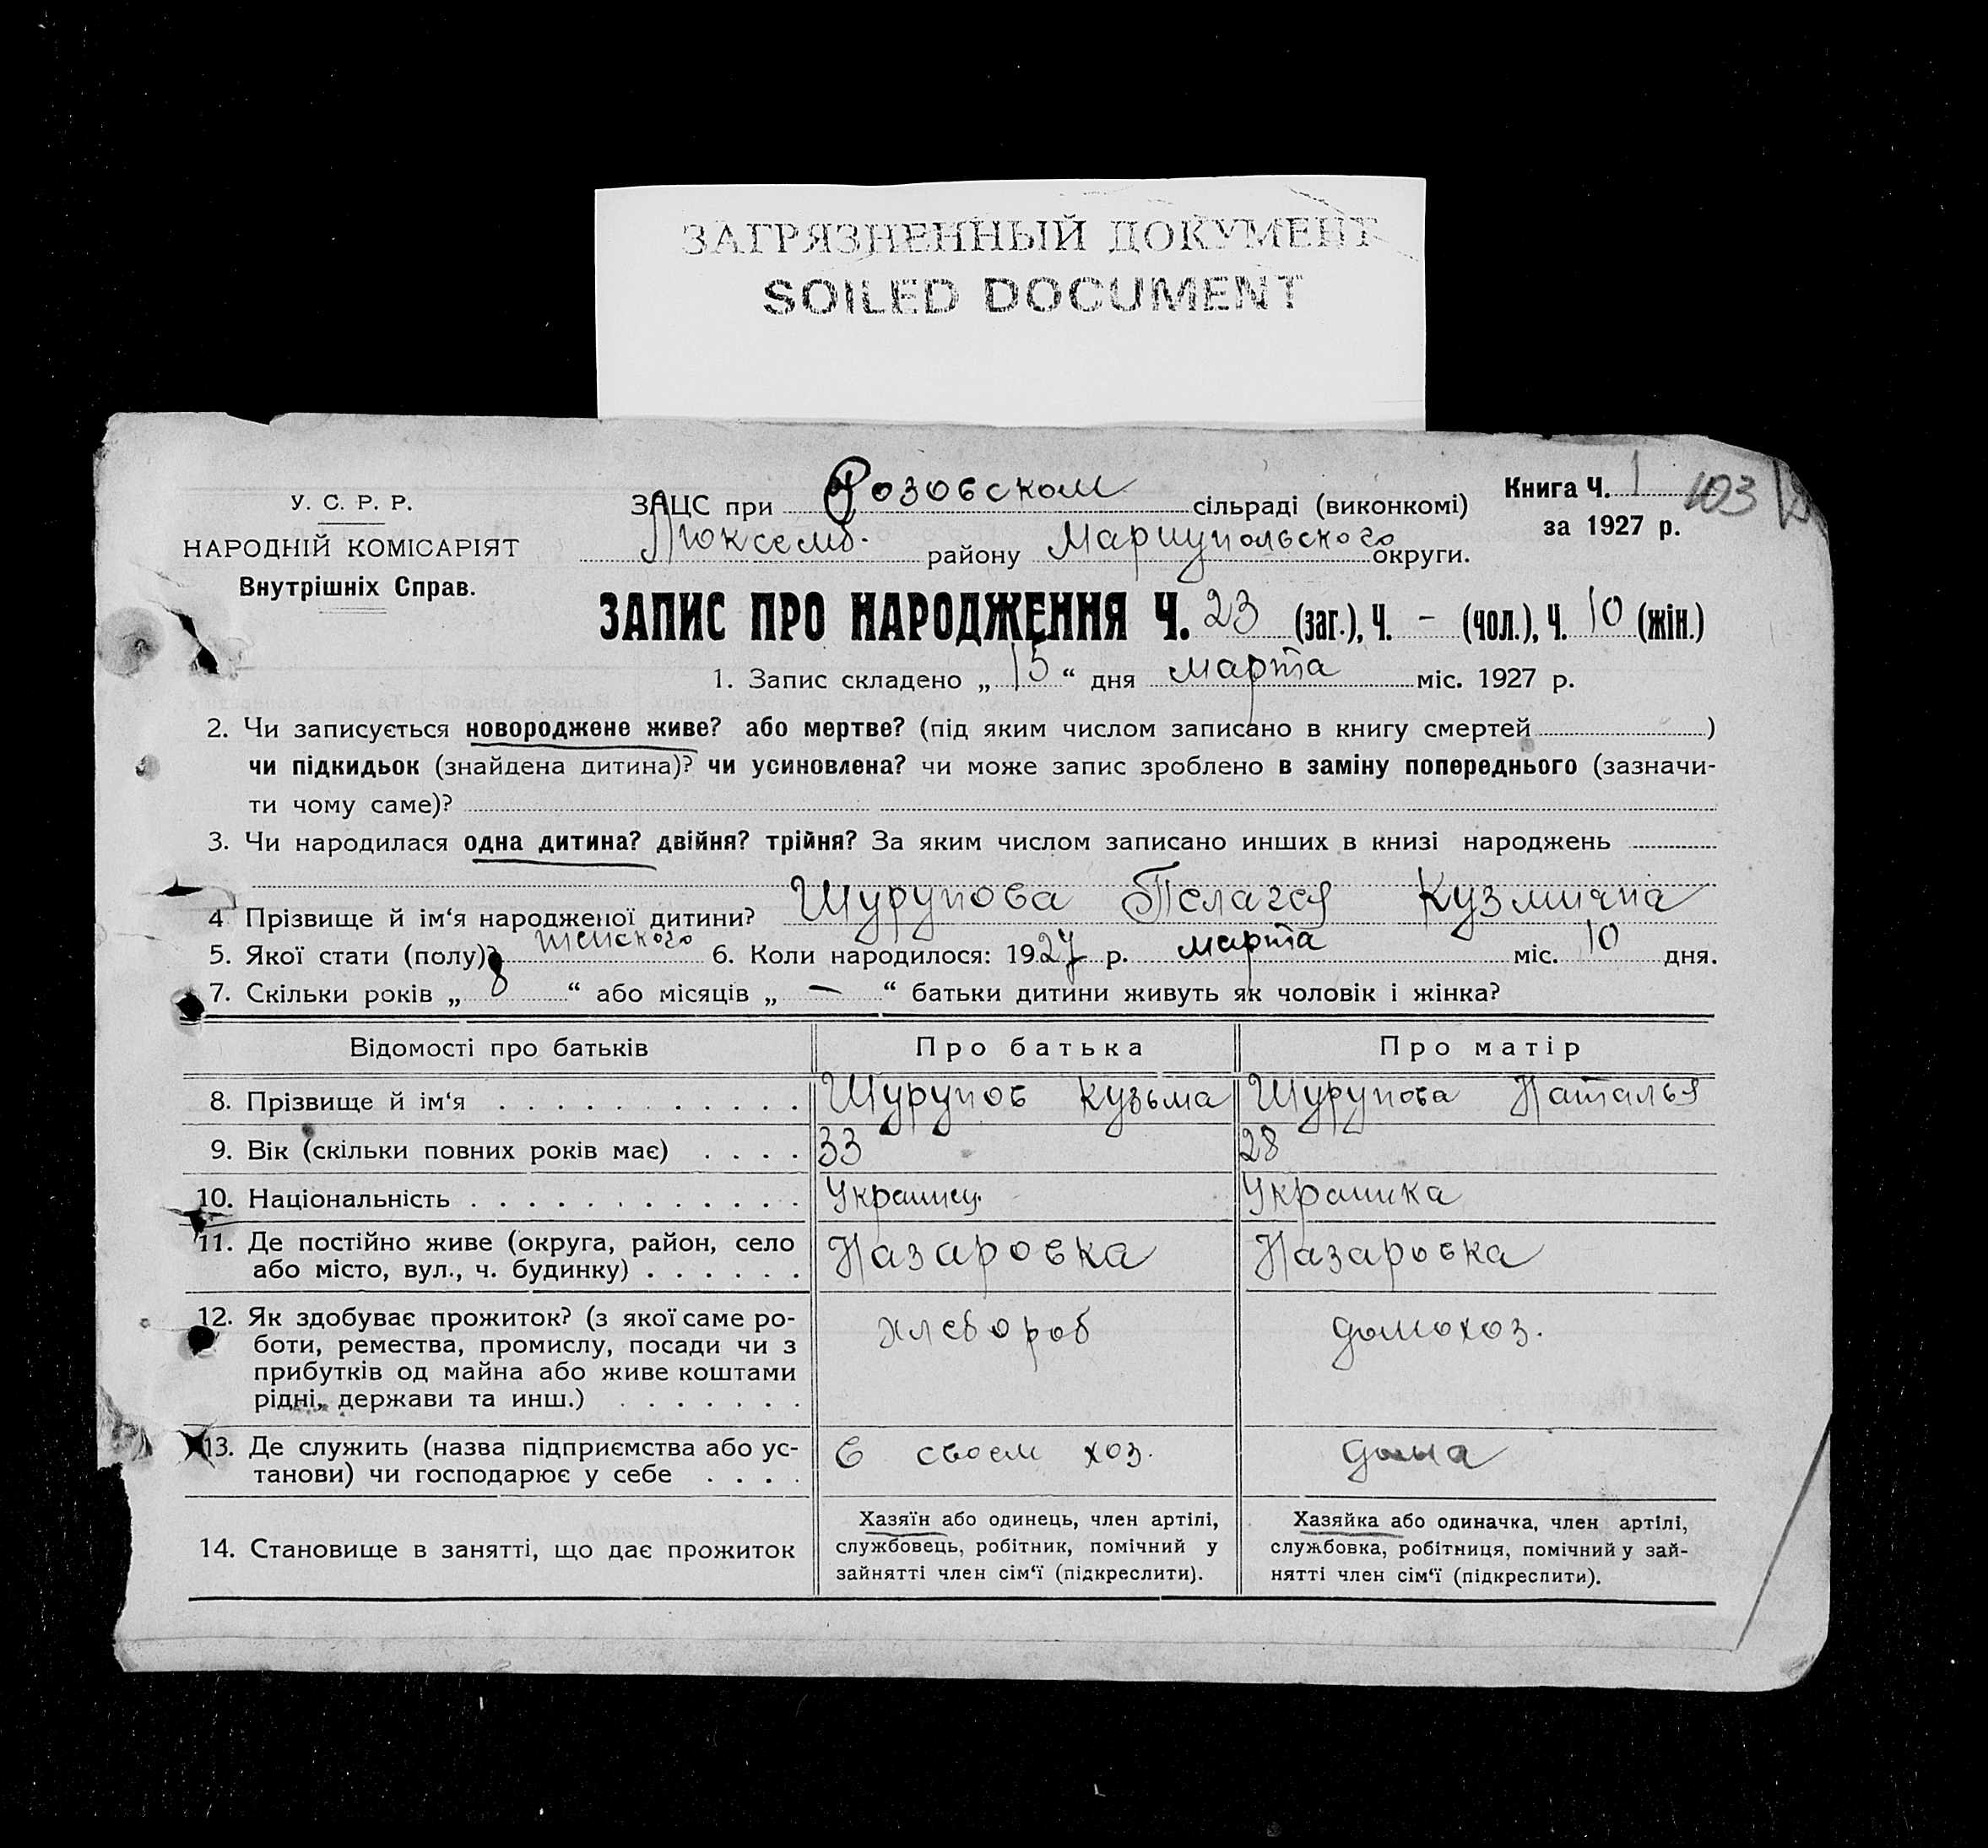 ЗАГРЯЗНЕННЫЙ ДОКУМЕНТ
SOILED DOCUMENT
У. С. Р. Р.
НАРОДНІЙ КОМІСАРІЯТ
Внутрішніх Справ.
ЗАЦС при Розовском сільраді (виконкомі)
Люксемб. району Мариупольского округи.
Книга Ч. 1 103
за 1927 р.
ЗАПИС ПРО НАРОДЖЕННЯ Ч. 23 (заг.), Ч. – (чол.), Ч. 10 (жін.)
1. Запис складено „ 15 “ дня марта міс. 1927 р.
2. Чи записується новороджене живе? або мертве? (під яким числом записано в книгу смертей )
чи підкидьок (знайдена дитина)? чи усиновлена? чи може запис зроблено в заміну попереднього (зазначи-
ти чому саме)?
3. Чи народилася одна дитина? двійня? трійня? За яким числом записано инших в книзі народжень
4 Прізвище й ім‘я народженої дитини? Шурупова Пелагея Кузминна
5. Якої стати (полу)? женского 6. Коли народилося: 1927 р. марта міс. 10 дня.
7. Скільки років „ 8 “ або місяців „ — “ батьки дитини живуть як чоловік і жінка?
Відомості про батьків Про батька Про матір
8. Прізвище й ім‘я Шурупов Кузьма Шурупова Наталья
9. Вік (скільки повних років має) 33 28
10. Національність Украинец Украинка
11. Де постійно живе (округа, район, село
або місто, вул., ч. будинку) Назаровка Назаровка
12. Як здобуває прожиток? (з якої саме ро-
боти, ремества, промислу, посади чи з
прибутків од майна або живе коштами
рідні, держави та инш.) хлебороб домохоз.
13. Де служить (назва підприємства або ус-
танови) чи господарює у себе в своем хоз. дома
14. Становище в занятті, що дає прожиток
Хазяїн або одинець, член артілі,
службовець, робітник, помічний у
зайнятті член сім‘ї (підкреслити).
Хазяйка або одиначка, член артілі,
службовка, робітниця, помічний у зай-
нятті член сім‘ї (підкреслити).